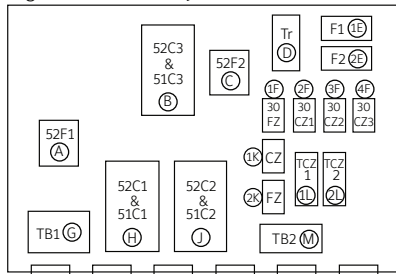 52C3
&
51C3
B
52F2
C
Tr
D
F1 1E
F2 2E
1F 2F 3F 4F
30
FZ
30
CZ1
30
CZ2
30
CZ3
52F1
A
1K CZ
2K FZ
TCZ
1
1L
TCZ
2
2L
52C1
&
51C1
H
52C2
&
51C2
J
TB1 G
TB2 M